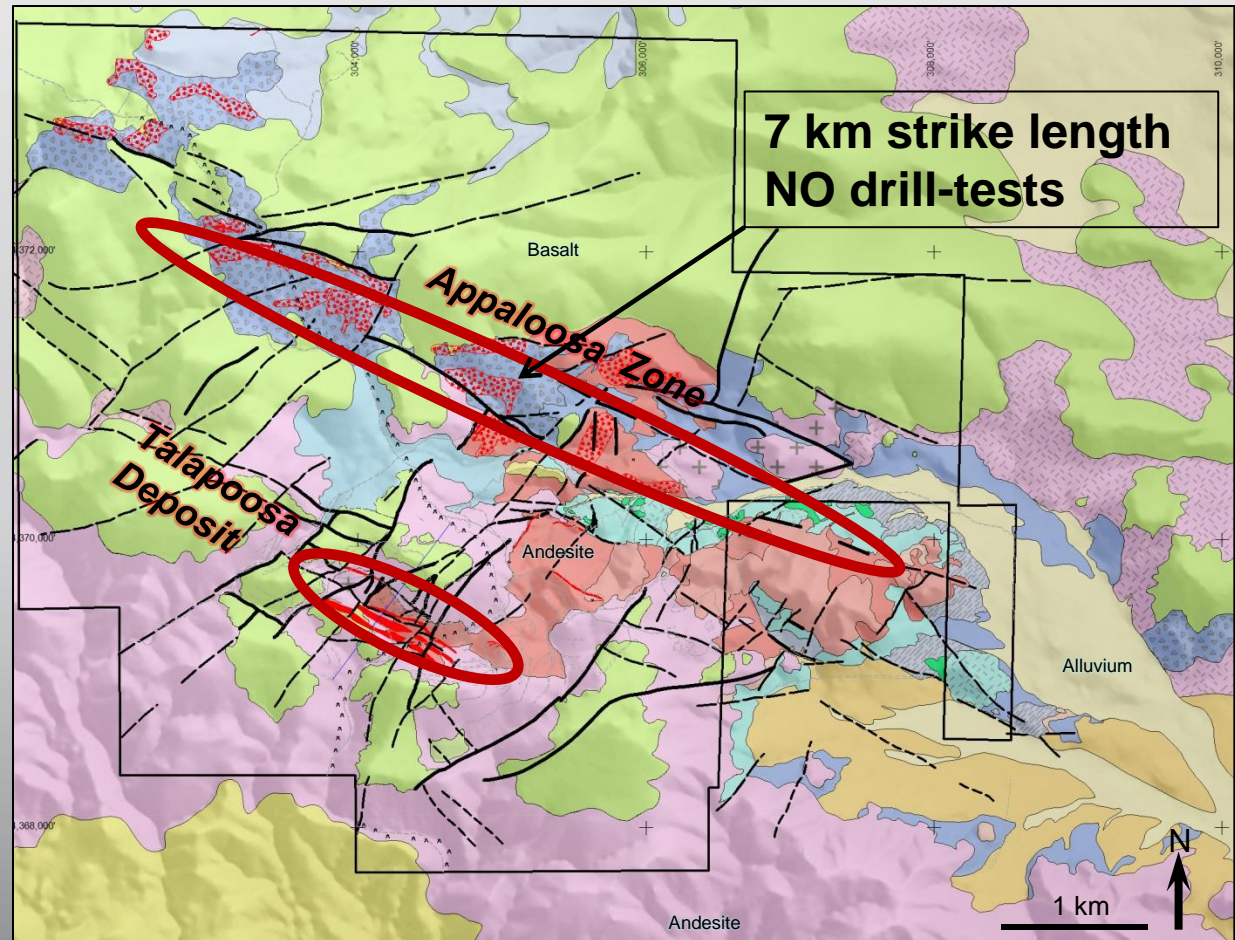 304,000'
306,000'
308,000'
310,000'
7 km strike length
NO drill-tests
372,000'
Basalt
Appaloosa Zone
Talapoosa
Deposit
370,000'
Andesite
Alluvium
4,368,000'
N
1 km
Andesite